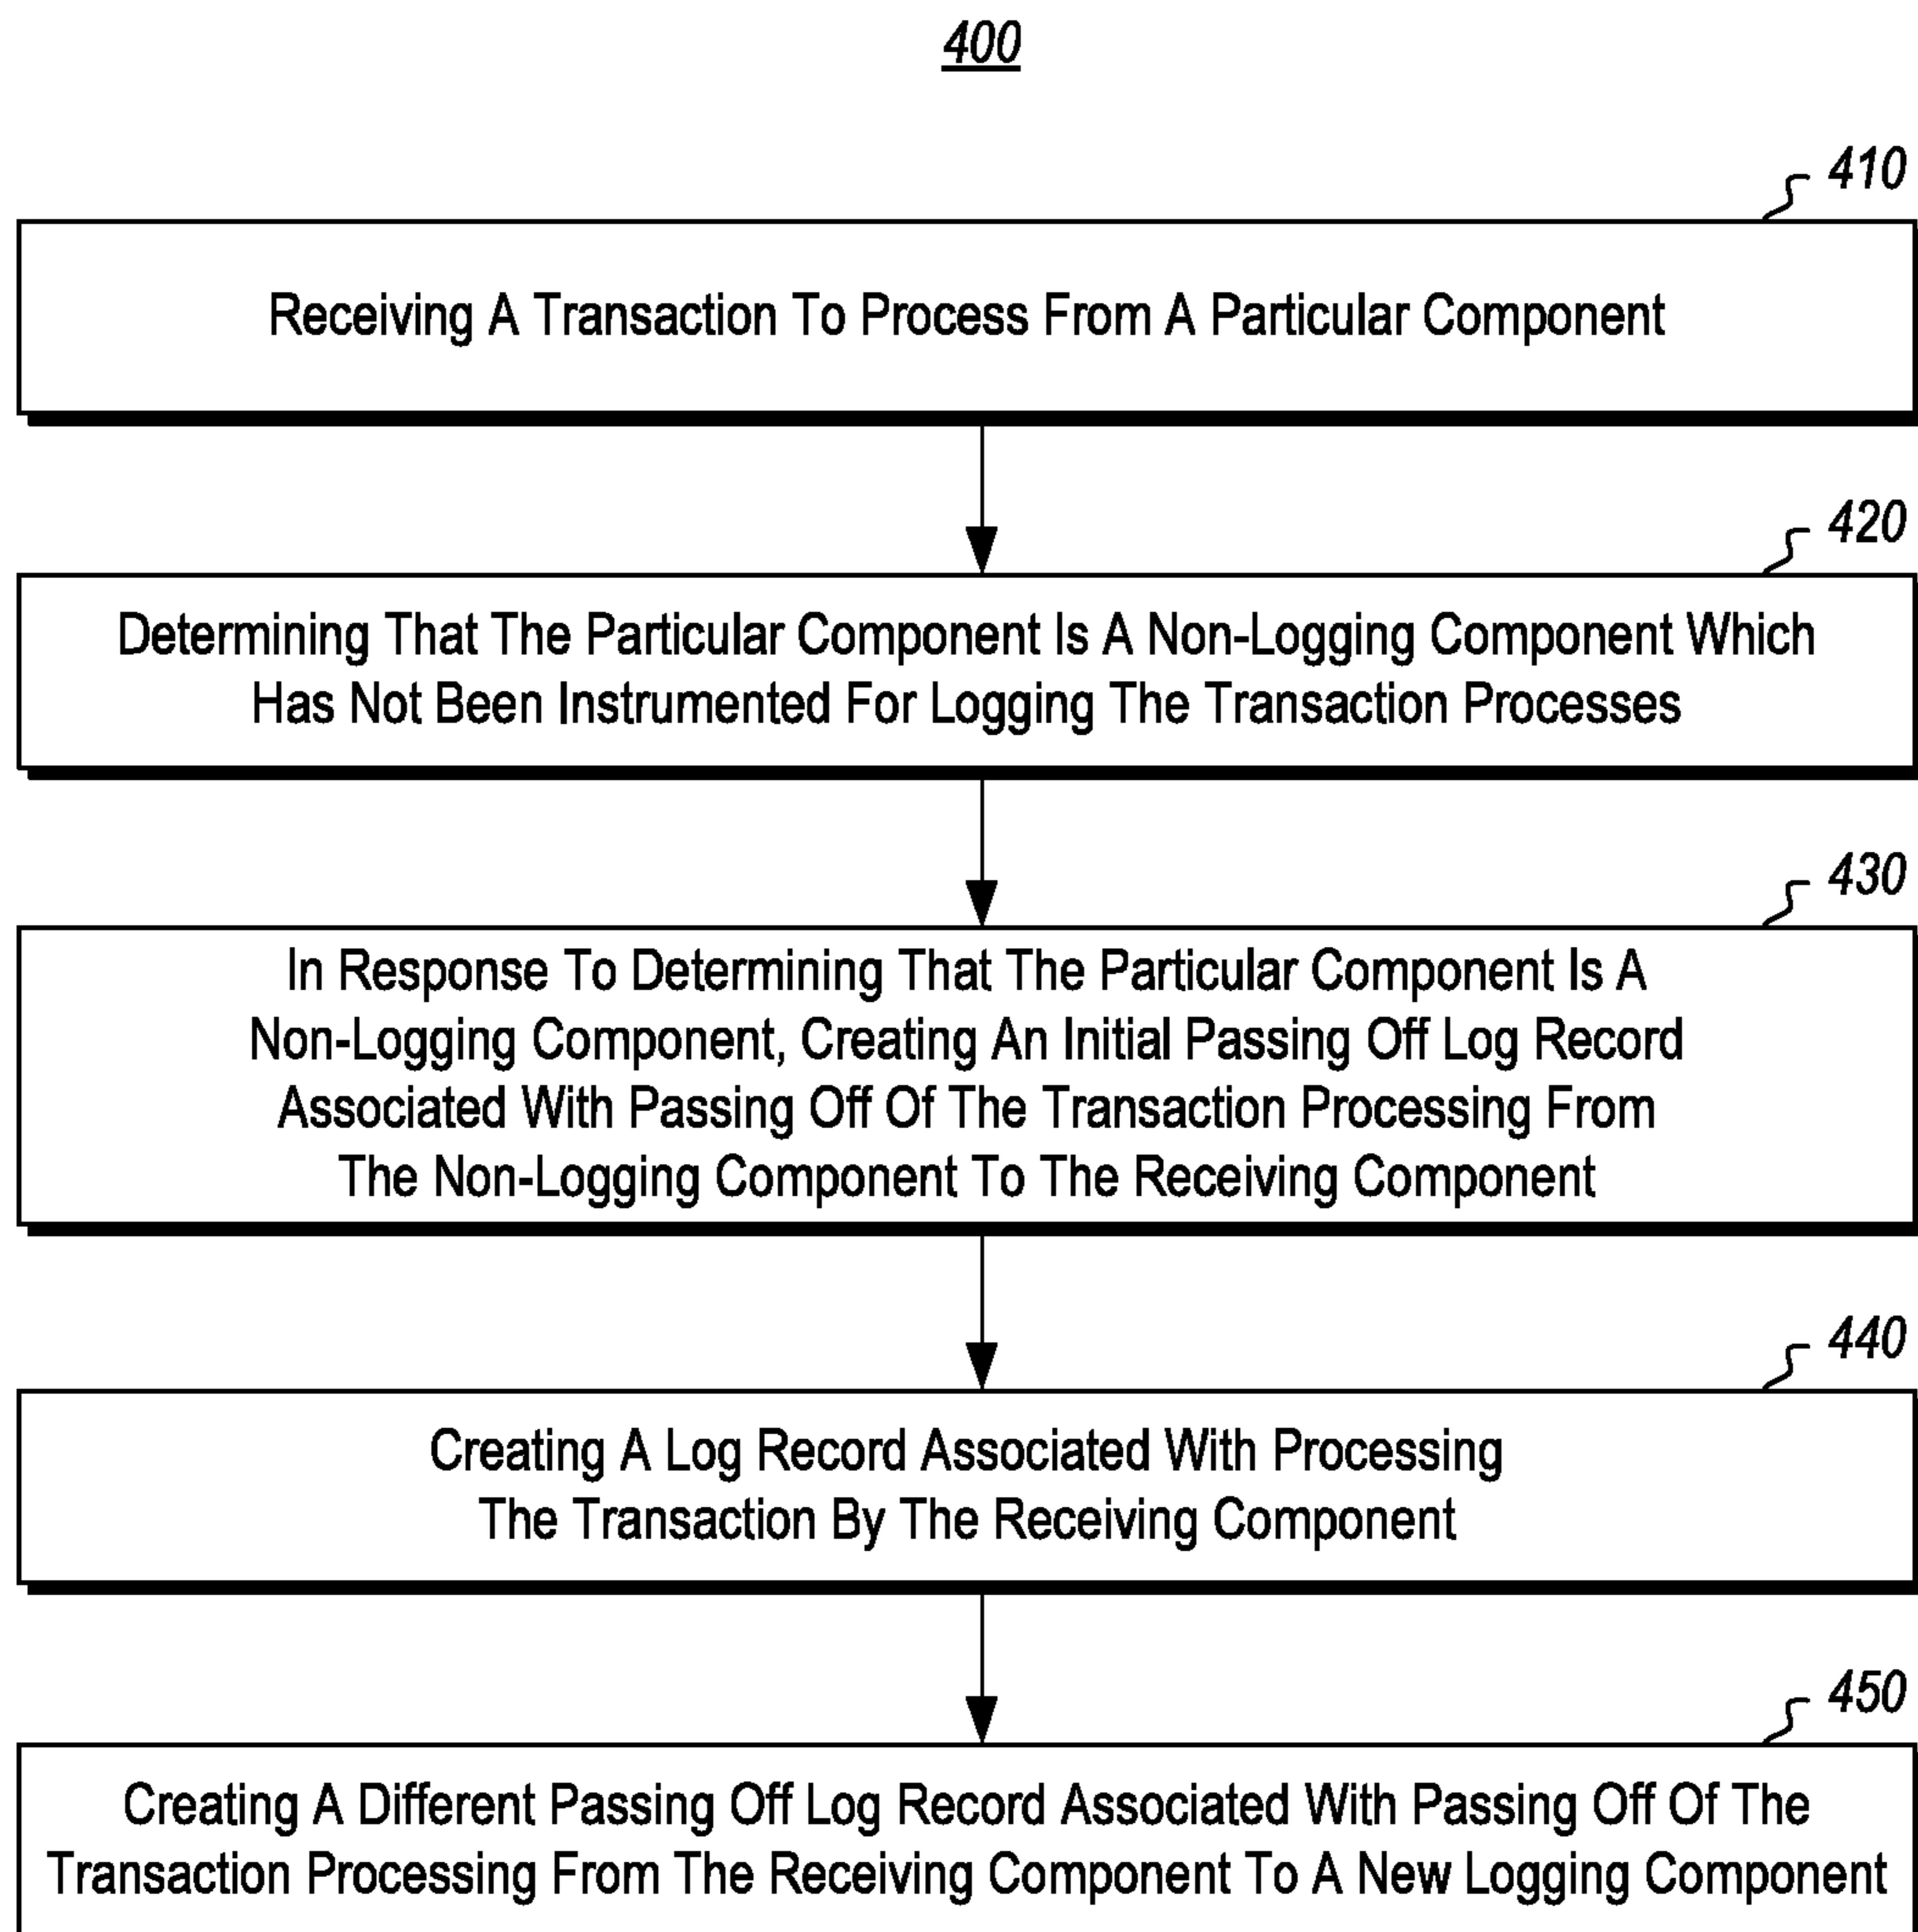 400
410
Receiving A Transaction To Process From A Particular Component
420
Determining That The Particular Component Is A Non-Logging Component Which
Has Not Been Instrumented For Logging The Transaction Processes
430
In Response To Determining That The Particular Component Is A
Non-Logging Component, Creating An Initial Passing Off Log Record
Associated With Passing Off Of The Transaction Processing From
The Non-Logging Component To The Receiving Component
440
Creating A Log Record Associated With Processing
The Transaction By The Receiving Component
450
Creating A Different Passing Off Log Record Associated With Passing Off Of The
Transaction Processing From The Receiving Component To A New Logging Component